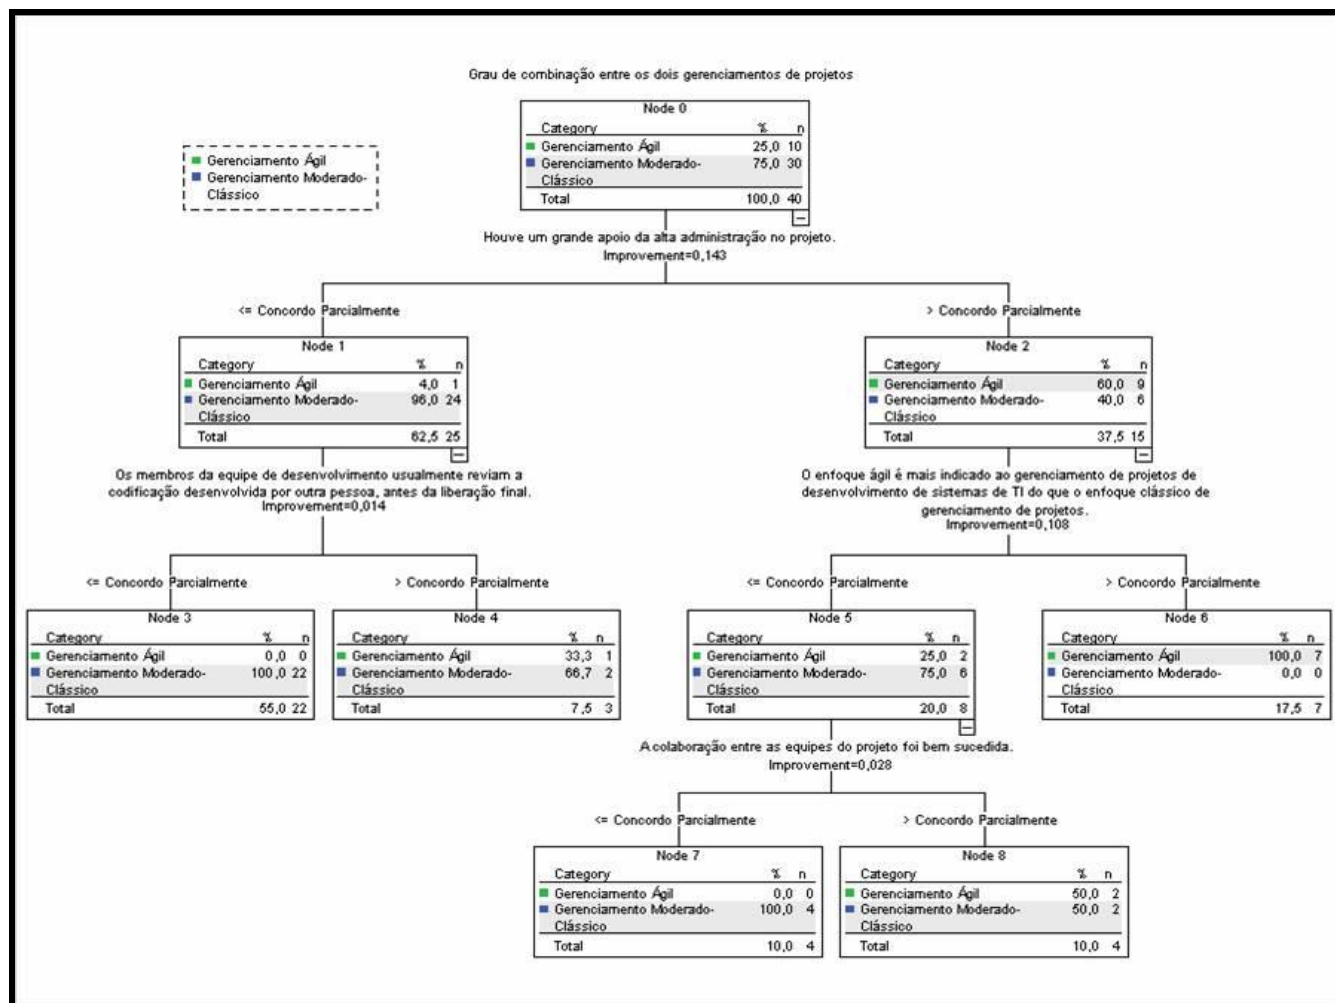 Grau de combinação entre os dois gerenciamentos de projetos
Node 0
Category % n
Gerenciamento Ágil 25,0 10
Gerenciamento Moderado- 75,0 30
Clássico
Total 100,0 40
Gerenciamento Ágil
Gerenciamento Moderado-
Clássico
Houve um grande apoio da alta administração no projeto.
Improvement=0,143
<= Concordo Parcialmente
> Concordo Parcialmente
Node 1
Category % n
Gerenciamento Ágil 4,0 1
Gerenciamento Moderado- 96,0 24
Clássico
Total 62,5 25
Node 2
Category % n
Gerenciamento Ágil 60,0 9
Gerenciamento Moderado- 40,0 6
Clássico
Total 37,5 15
Os membros da equipe de desenvolvimento usualmente reviam a
codificação desenvolvida por outra pessoa, antes da liberação final.
Improvement=0,014
O enfoque ágil é mais indicado ao gerenciamento de projetos de
desenvolvimento de sistemas de TI do que o enfoque clássico de
gerenciamento de projetos.
Improvement=0,108
<= Concordo Parcialmente
> Concordo Parcialmente
<= Concordo Parcialmente
> Concordo Parcialmente
Node 3
Category % n
Gerenciamento Ágil 0,0 0
Gerenciamento Moderado- 100,0 22
Clássico
Total 55,0 22
Node 4
Category % n
Gerenciamento Ágil 33,3 1
Gerenciamento Moderado- 66,7 2
Clássico
Total 7,5 3
Node 5
Category % n
Gerenciamento Ágil 25,0 2
Gerenciamento Moderado- 75,0 6
Clássico
Total 20,0 8
Node 6
Category % n
Gerenciamento Ágil 100,0 7
Gerenciamento Moderado- 0,0 0
Clássico
Total 17,5 7
A colaboração entre as equipes do projeto foi bem sucedida.
Improvement=0,028
<= Concordo Parcialmente
> Concordo Parcialmente
Node 7
Category % n
Gerenciamento Ágil 0,0 0
Gerenciamento Moderado- 100,0 4
Clássico
Total 10,0 4
Node 8
Category % n
Gerenciamento Ágil 50,0 2
Gerenciamento Moderado- 50,0 2
Clássico
Total 10,0 4